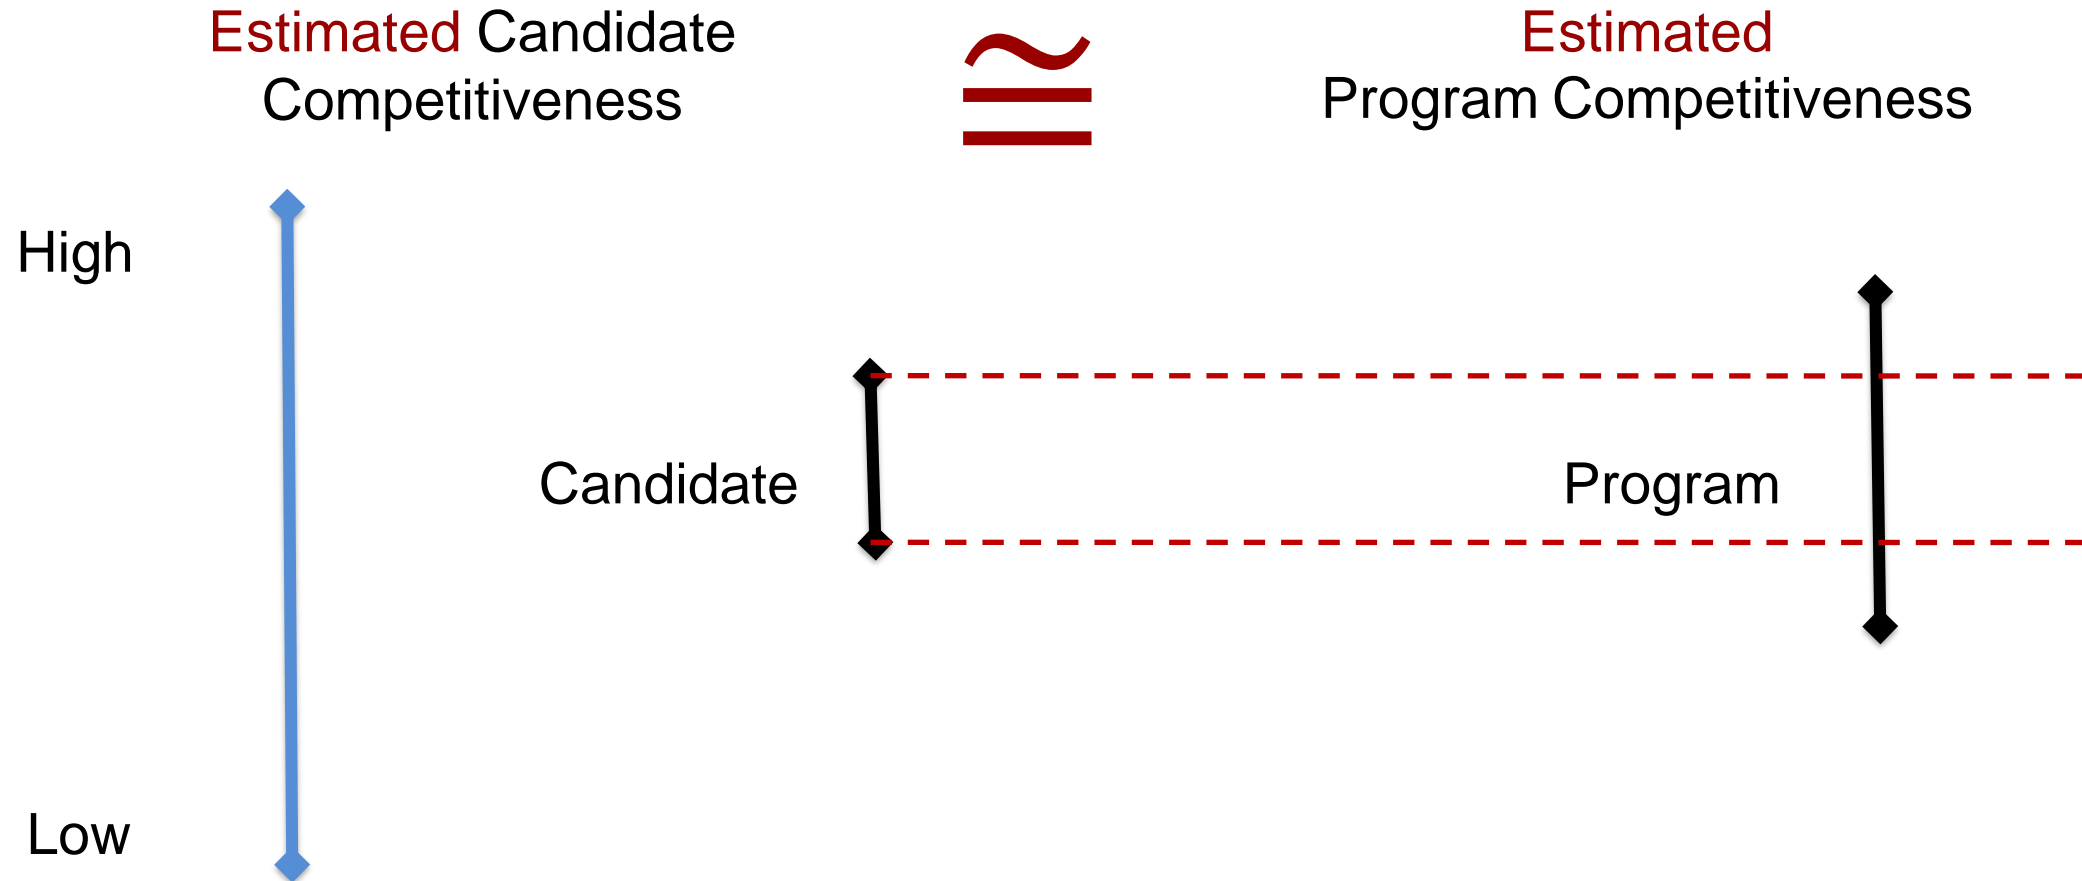 Estimated Candidate
Competitiveness
≅
Estimated
Program Competitiveness
High
Candidate
Program
Low